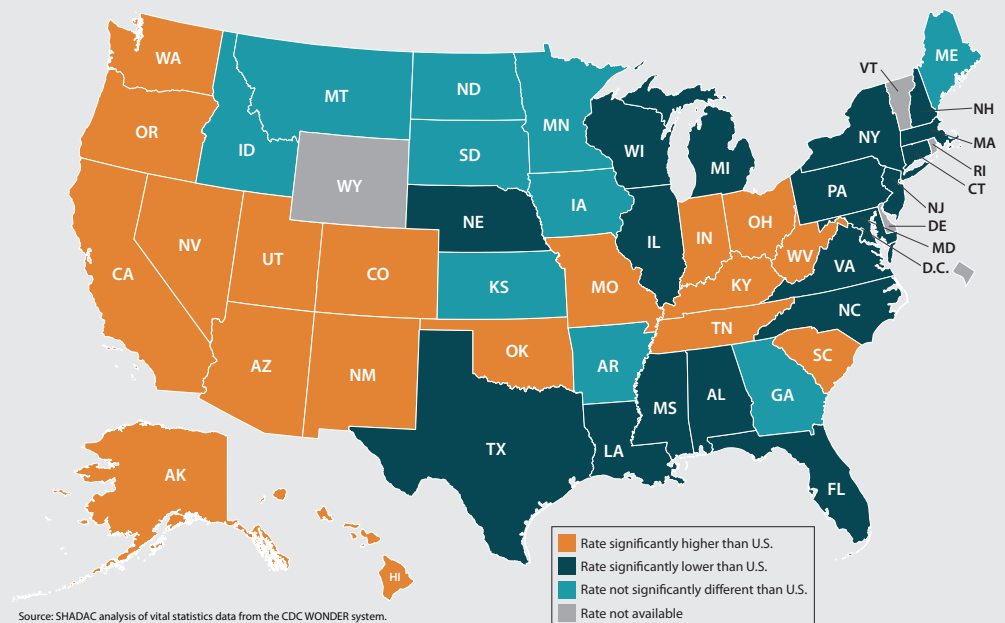 WA
OR
CA
NV
ID
MT
WY
UT
CO
AZ
NM
ND
SD
NE
KS
OK
TX
MN
IA
MO
AR
LA
WI
IL
MI
IN
OH
KY
TN
MS
AL
GA
FL
SC
NC
VA
WV
PA
NY
ME
VT
NH
MA
RI
CT
NJ
DE
MD
D.C.
AK
HI
Rate significantly higher than U.S.
Rate significantly lower than U.S.
Rate not significantly different than U.S.
Rate not available
Source: SHADAC analysis of vital statistics data from the CDC WONDER system.